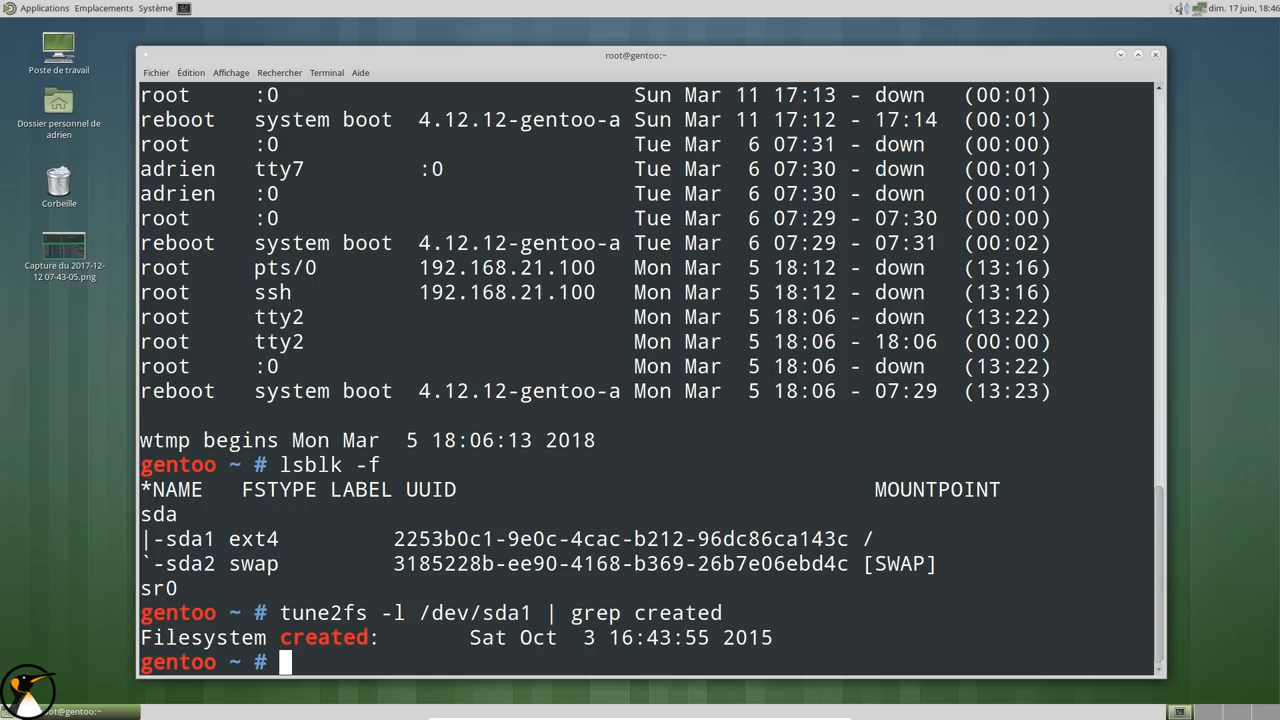 Applications Emplacements Système
dim. 17 juin, 18:46
Poste de travail
Dossier personnel de
adrien
Corbeille
Capture du 2017-12-
12 07-43-05.png
root@gentoo:~
Fichier Édition Affichage Rechercher Terminal Aide
root :0 Sun Mar 11 17:13 - down (00:01)
reboot system boot 4.12.12-gentoo-a Sun Mar 11 17:12 - 17:14 (00:01)
root :0 Tue Mar 6 07:31 - down (00:00)
adrien tty7 :0 Tue Mar 6 07:30 - down (00:01)
adrien :0 Tue Mar 6 07:30 - down (00:01)
root :0 Tue Mar 6 07:29 - 07:30 (00:00)
reboot system boot 4.12.12-gentoo-a Tue Mar 6 07:29 - 07:31 (00:02)
root pts/0 192.168.21.100 Mon Mar 5 18:12 - down (13:16)
root ssh 192.168.21.100 Mon Mar 5 18:12 - down (13:16)
root tty2 Mon Mar 5 18:06 - down (13:22)
root tty2 Mon Mar 5 18:06 - 18:06 (00:00)
root :0 Mon Mar 5 18:06 - down (13:22)
reboot system boot 4.12.12-gentoo-a Mon Mar 5 18:06 - 07:29 (13:23)
wtmp begins Mon Mar 5 18:06:13 2018
gentoo ~ # lsblk -f
*NAME FSTYPE LABEL UUID MOUNTPOINT
sda
|-sda1 ext4 2253b0c1-9e0c-4cac-b212-96dc86ca143c /
`-sda2 swap 3185228b-ee90-4168-b369-26b7e06ebd4c [SWAP]
sr0
gentoo ~ # tune2fs -l /dev/sda1 | grep created
Filesystem created: Sat Oct 3 16:43:55 2015
gentoo ~ #
root@gentoo:~